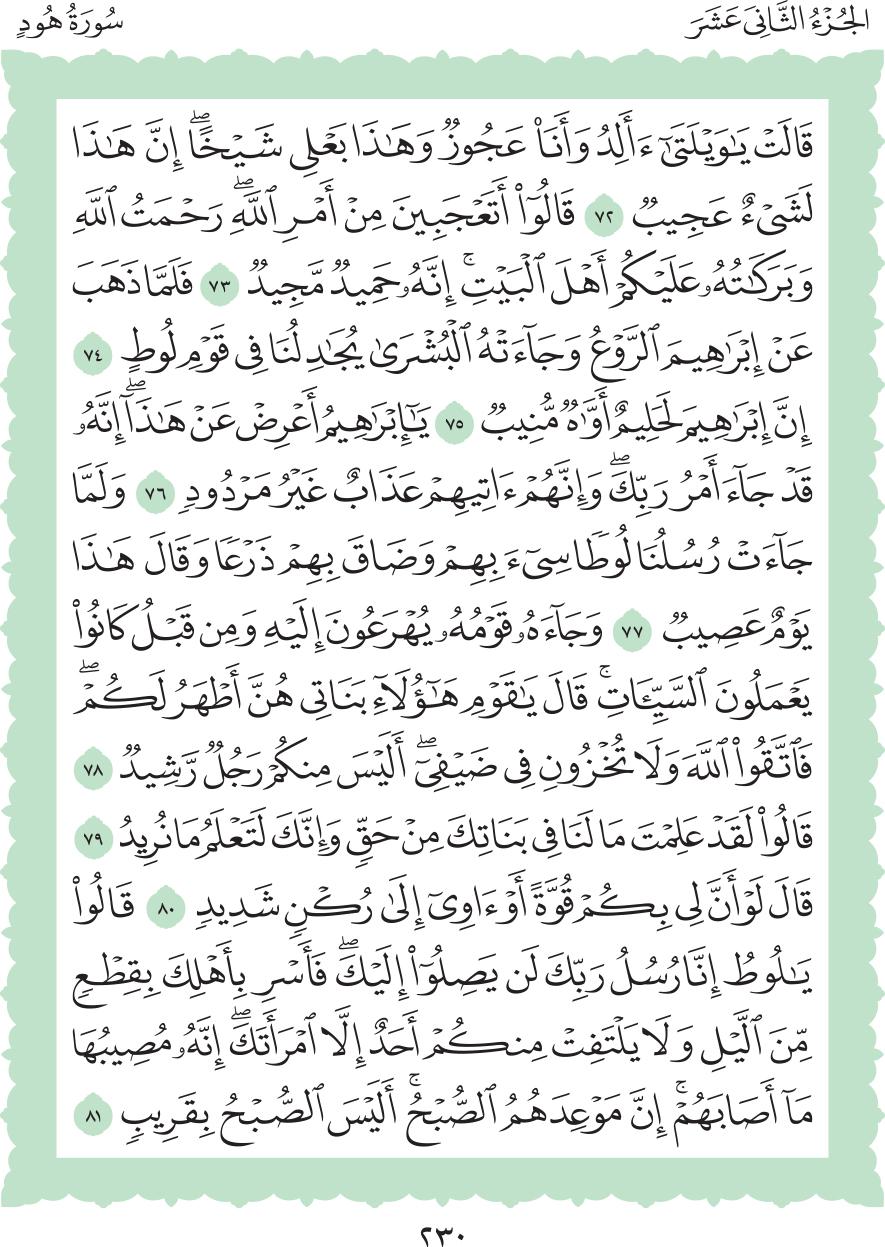 الجُزْءُ الثَّانِيَ عَشَرَ
سُورَةُ هُودٍ
قَالَتْ يَٰوَيْلَتَىٰٓ ءَأَلِدُ وَأَنَا۠ عَجُوزٌ وَهَٰذَا بَعْلِى شَيْخًاۖ إِنَّ هَٰذَا
لَشَىْءٌ عَجِيبٌ ٧٢ قَالُوٓا۟ أَتَعْجَبِينَ مِنْ أَمْرِ ٱللَّهِۖ رَحْمَتُ ٱللَّهِ
وَبَرَكَٰتُهُۥ عَلَيْكُمْ أَهْلَ ٱلْبَيْتِۚ إِنَّهُۥ حَمِيدٌ مَّجِيدٌ ٧٣ فَلَمَّا ذَهَبَ
عَنْ إِبْرَٰهِيمَ ٱلرَّوْعُ وَجَآءَتْهُ ٱلْبُشْرَىٰ يُجَٰدِلُنَا فِى قَوْمِ لُوطٍ ٧٤
إِنَّ إِبْرَٰهِيمَ لَحَلِيمٌ أَوَّٰهٌ مُّنِيبٌ ٧٥ يَٰٓإِبْرَٰهِيمُ أَعْرِضْ عَنْ هَٰذَآۖ إِنَّهُۥ
قَدْ جَآءَ أَمْرُ رَبِّكَۖ وَإِنَّهُمْ ءَاتِيهِمْ عَذَابٌ غَيْرُ مَرْدُودٍ ٧٦ وَلَمَّا
جَآءَتْ رُسُلُنَا لُوطًا سِىٓءَ بِهِمْ وَضَاقَ بِهِمْ ذَرْعًا وَقَالَ هَٰذَا
يَوْمٌ عَصِيبٌ ٧٧ وَجَآءَهُۥ قَوْمُهُۥ يُهْرَعُونَ إِلَيْهِ وَمِن قَبْلُ كَانُوا۟
يَعْمَلُونَ ٱلسَّيِّـَٔاتِۚ قَالَ يَٰقَوْمِ هَٰٓؤُلَآءِ بَنَاتِى هُنَّ أَطْهَرُ لَكُمْۖ
فَٱتَّقُوا۟ ٱللَّهَ وَلَا تُخْزُونِ فِى ضَيْفِىٓۖ أَلَيْسَ مِنكُمْ رَجُلٌ رَّشِيدٌ ٧٨
قَالُوا۟ لَقَدْ عَلِمْتَ مَا لَنَا فِى بَنَاتِكَ مِنْ حَقٍّ وَإِنَّكَ لَتَعْلَمُ مَا نُرِيدُ ٧٩
قَالَ لَوْ أَنَّ لِى بِكُمْ قُوَّةً أَوْ ءَاوِىٓ إِلَىٰ رُكْنٍ شَدِيدٍ ٨٠ قَالُوا۟
يَٰلُوطُ إِنَّا رُسُلُ رَبِّكَ لَن يَصِلُوٓا۟ إِلَيْكَۖ فَأَسْرِ بِأَهْلِكَ بِقِطْعٍ
مِّنَ ٱلَّيْلِ وَلَا يَلْتَفِتْ مِنكُمْ أَحَدٌ إِلَّا ٱمْرَأَتَكَۖ إِنَّهُۥ مُصِيبُهَا
مَآ أَصَابَهُمْۚ إِنَّ مَوْعِدَهُمُ ٱلصُّبْحُۚ أَلَيْسَ ٱلصُّبْحُ بِقَرِيبٍ ٨١
٢٣٠